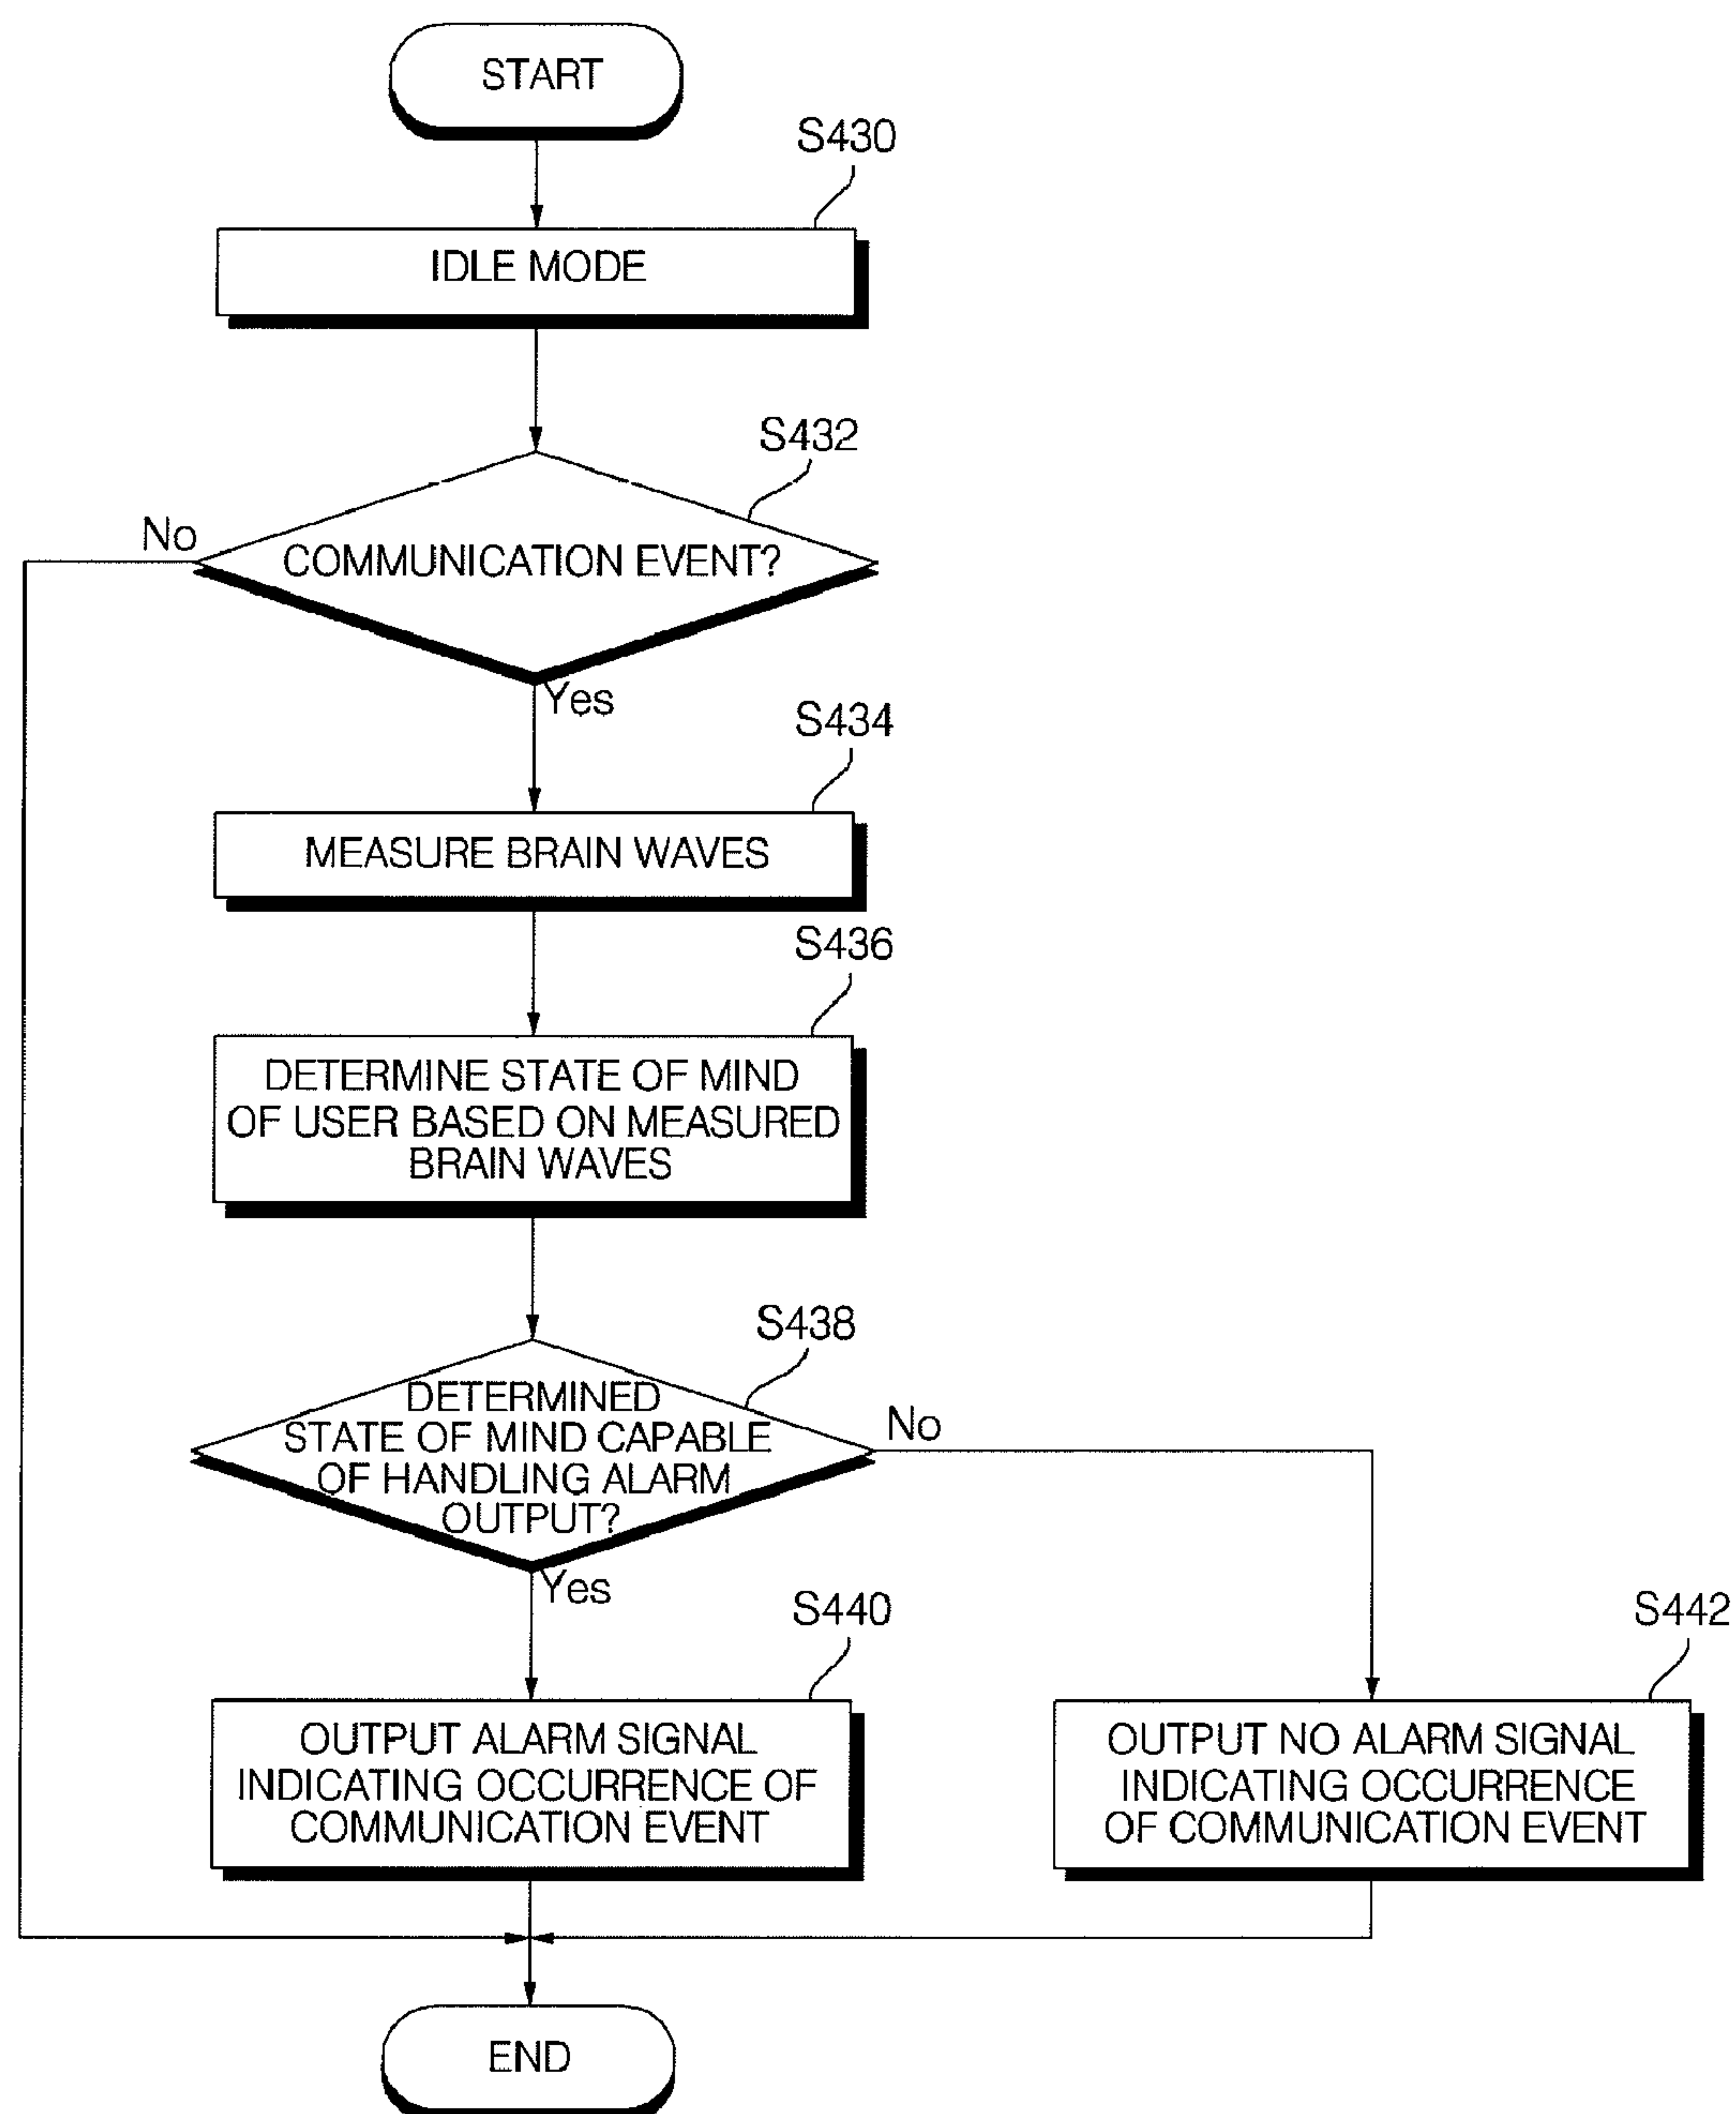 START
S430
IDLE MODE
S432
No
COMMUNICATION EVENT?
Yes
S434
MEASURE BRAIN WAVES
S436
DETERMINE STATE OF MIND
OF USER BASED ON MEASURED
BRAIN WAVES
S438
DETERMINED
STATE OF MIND CAPABLE
OF HANDLING ALARM
OUTPUT?
No
Yes
S440
OUTPUT ALARM SIGNAL
INDICATING OCCURRENCE OF
COMMUNICATION EVENT
S442
OUTPUT NO ALARM SIGNAL
INDICATING OCCURRENCE
OF COMMUNICATION EVENT
END